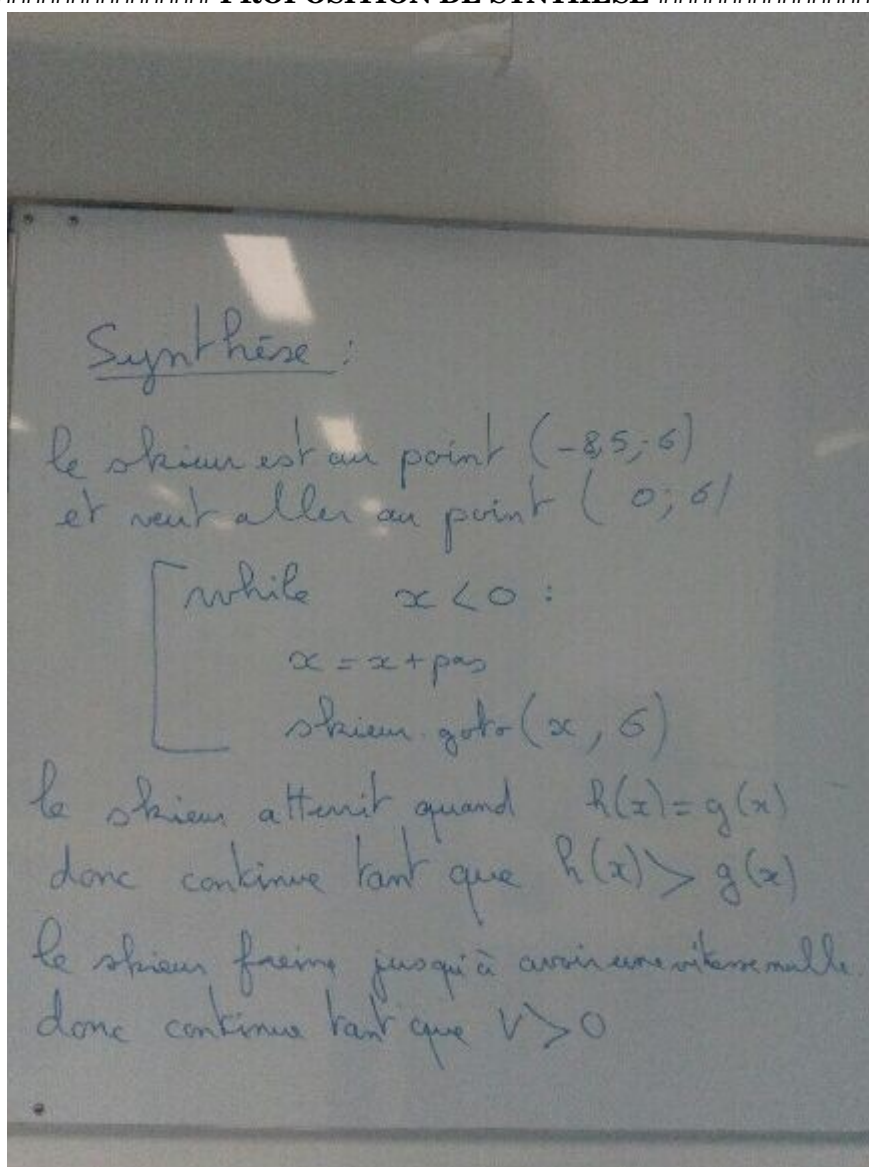 PROPOSITION DE SYNTHESE
Synthèse :
le skieur est au point (-8,5;6)
et veut aller au point (0;6)
while x<0 :
x = x + pas
skieur.goto(x, 6)
le skieur atterrit quand h(x) = g(x)
donc continue tant que h(x) > g(x)
le skieur freine jusqu'à avoir une vitesse nulle.
donc continue tant que V>0